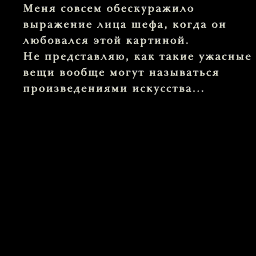 Меня совсем обескуражило
выражение лица шефа, когда он
любовался этой картиной.
Не представляю, как такие ужасные
вещи вообще могут называться
произведениями искусства...